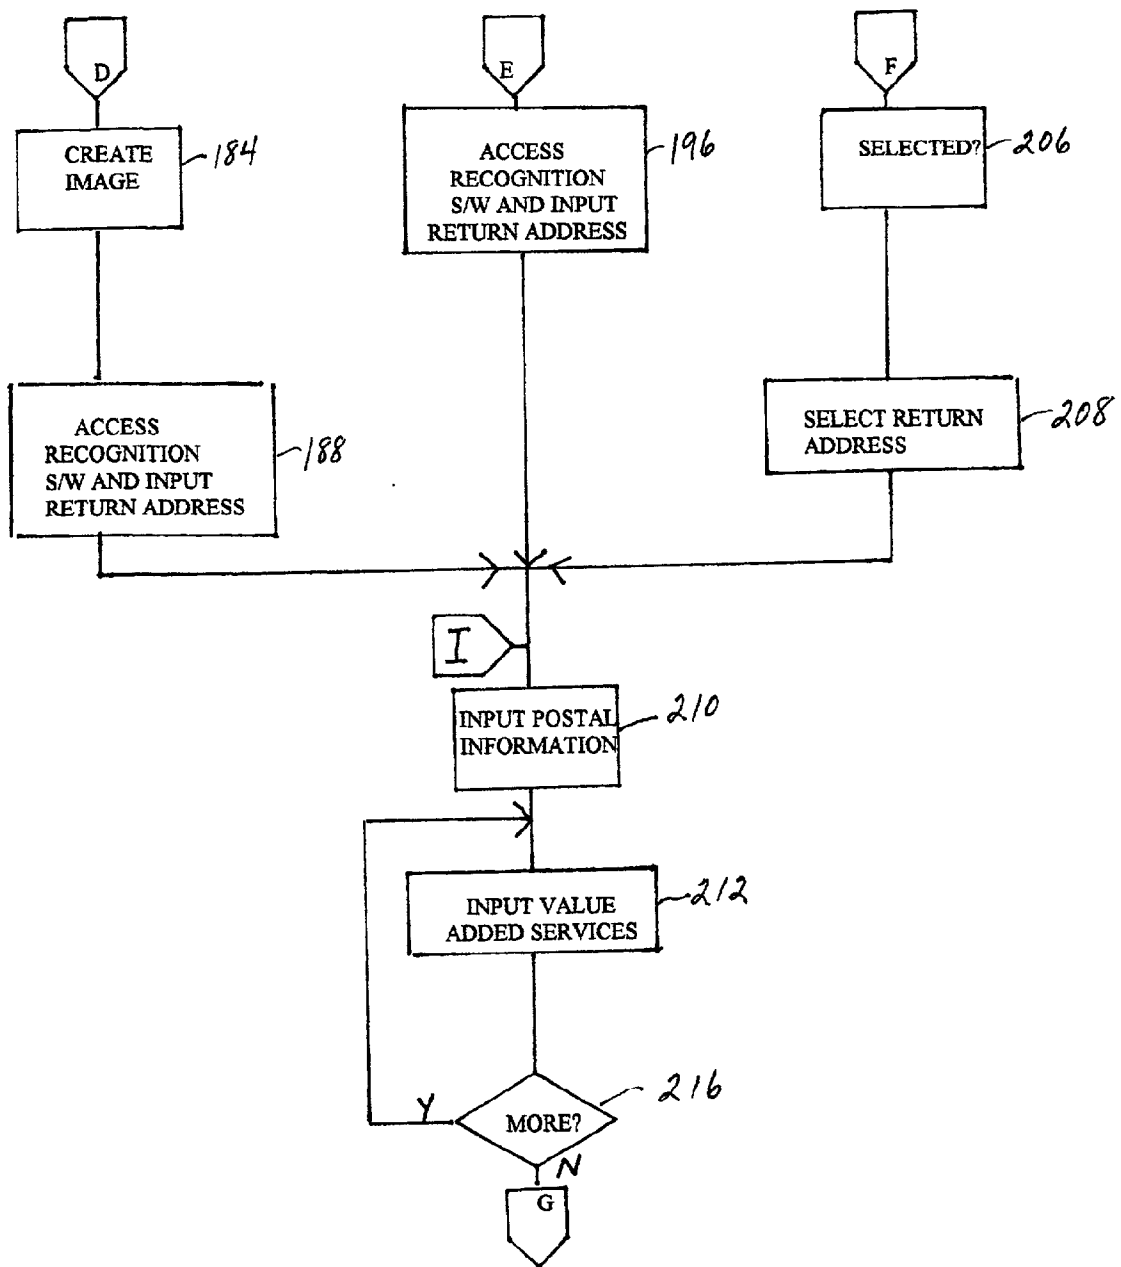 D
E
F
CREATE
IMAGE
184
ACCESS
RECOGNITION
S/W AND INPUT
RETURN ADDRESS
196
SELECTED?
206
ACCESS
RECOGNITION
S/W AND INPUT
RETURN ADDRESS
188
SELECT RETURN
ADDRESS
208
I
INPUT POSTAL
INFORMATION
210
INPUT VALUE
ADDED SERVICES
212
Y
MORE?
216
N
G